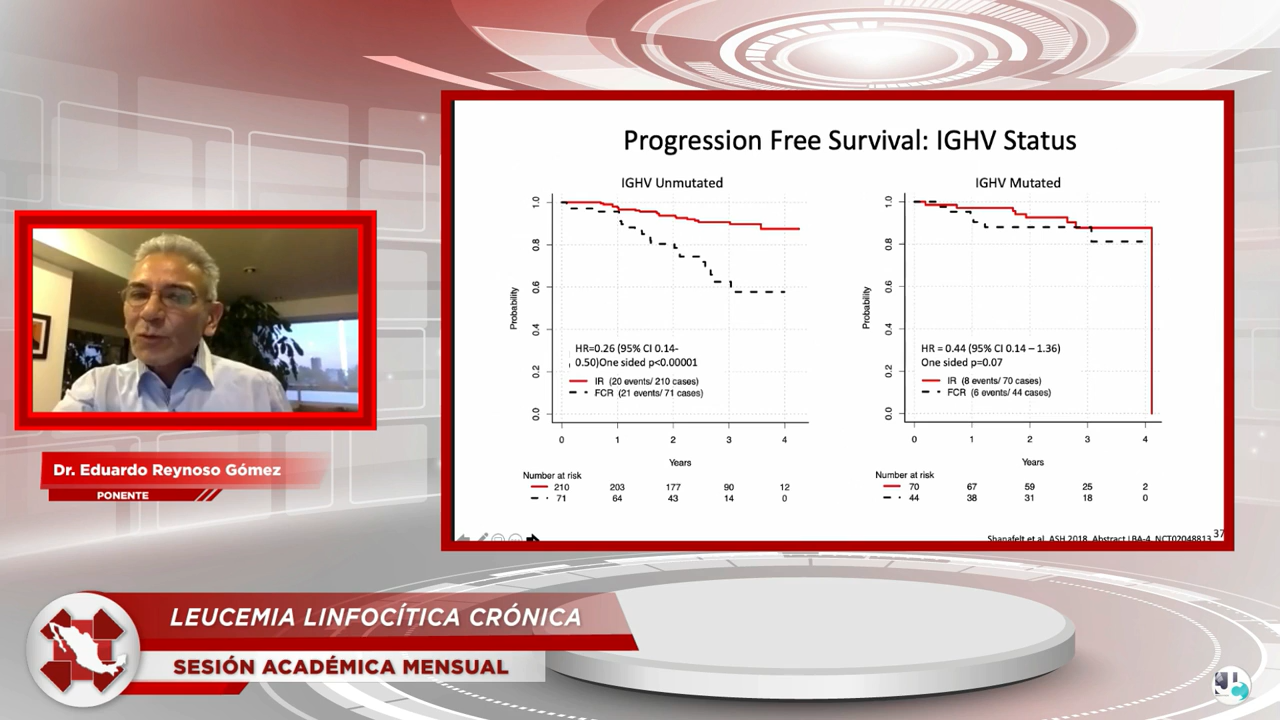 Progression Free Survival: IGHV Status
IGHV Unmutated
1.0
0.8
0.6
0.4
0.2
0.0
Probability
HR=0.26 (95% CI 0.14-
0.50)One sided p<0.00001
IR (20 events/ 210 cases)
FCR (21 events/ 71 cases)
0 1 2 3 4
Years
Number at risk
210 203 177 90 12
71 64 43 14 0
IGHV Mutated
1.0
0.8
0.6
0.4
0.2
0.0
Probability
HR = 0.44 (95% CI 0.14 – 1.36)
One sided p=0.07
IR (8 events/ 70 cases)
FCR (6 events/ 44 cases)
0 1 2 3 4
Years
Number at risk
70 67 59 25 2
44 38 31 18 0
Shanafelt et al. ASH 2018. Abstract LBA-4. NCT02048813
37
Dr. Eduardo Reynoso Gómez
PONENTE
LEUCEMIA LINFOCÍTICA CRÓNICA
SESIÓN ACADÉMICA MENSUAL